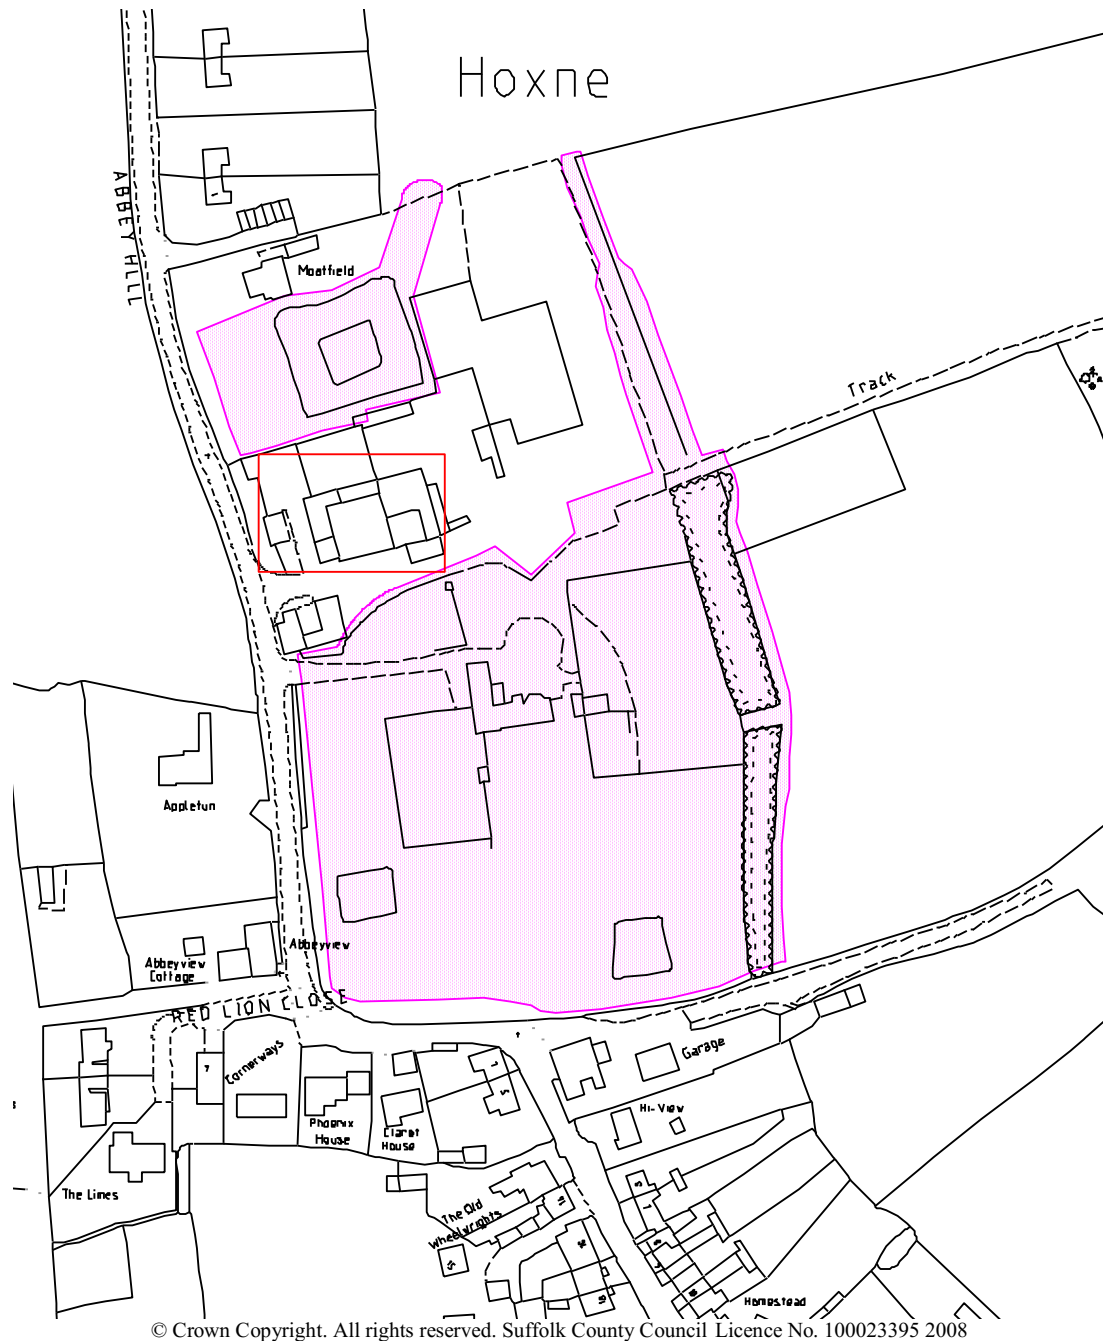 Hoxne
ABBEY HILL
Moatfield
Track
Appletun
Abbeyview
Abbeyview
Cottage
RED LION CLOSE
Cornerways
Garage
Phoenix
House
Claret
House
Hi-View
The Limes
The Old
Wheelwrights
Homestead
© Crown Copyright. All rights reserved. Suffolk County Council Licence No. 100023395 2008